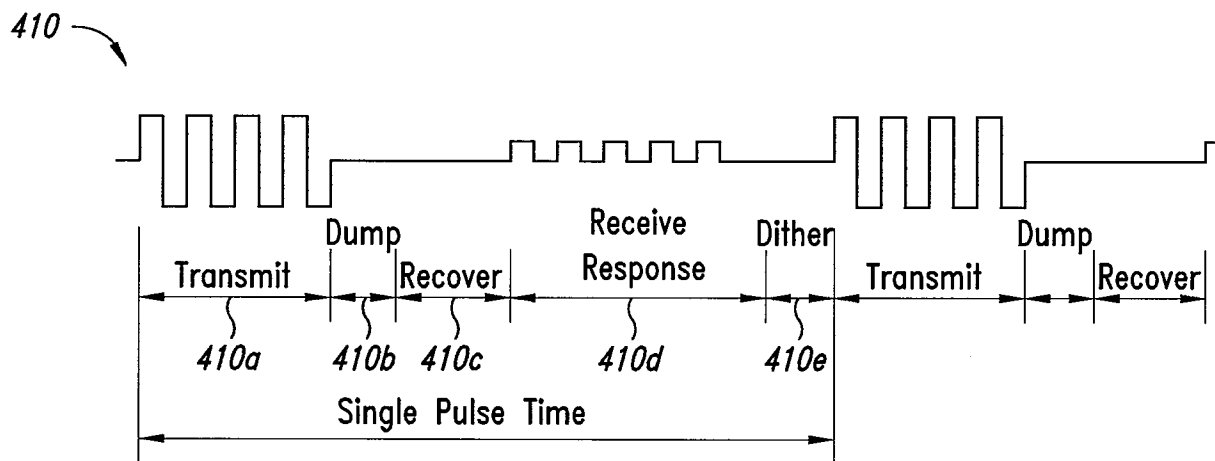 410
Dump
Receive
Response
Dither
Dump
Transmit
Recover
Transmit
Recover
410a
410b
410c
410d
410e
Single Pulse Time